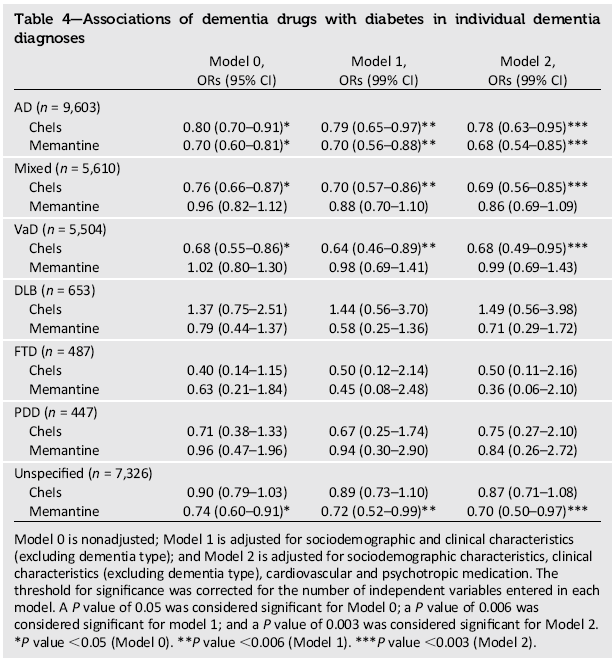 Table 4—Associations of dementia drugs with diabetes in individual dementia
diagnoses
Model 0, Model 1, Model 2,
ORs (95% CI) ORs (99% CI) ORs (99% CI)
AD (n = 9,603)
CheIs 0.80 (0.70–0.91)* 0.79 (0.65–0.97)** 0.78 (0.63–0.95)***
Memantine 0.70 (0.60–0.81)* 0.70 (0.56–0.88)** 0.68 (0.54–0.85)***
Mixed (n = 5,610)
CheIs 0.76 (0.66–0.87)* 0.70 (0.57–0.86)** 0.69 (0.56–0.85)***
Memantine 0.96 (0.82–1.12) 0.88 (0.70–1.10) 0.86 (0.69–1.09)
VaD (n = 5,504)
CheIs 0.68 (0.55–0.86)* 0.64 (0.46–0.89)** 0.68 (0.49–0.95)***
Memantine 1.02 (0.80–1.30) 0.98 (0.69–1.41) 0.99 (0.69–1.43)
DLB (n = 653)
CheIs 1.37 (0.75–2.51) 1.44 (0.56–3.70) 1.49 (0.56–3.98)
Memantine 0.79 (0.44–1.37) 0.58 (0.25–1.36) 0.71 (0.29–1.72)
FTD (n = 487)
CheIs 0.40 (0.14–1.15) 0.50 (0.12–2.14) 0.50 (0.11–2.16)
Memantine 0.63 (0.21–1.84) 0.45 (0.08–2.48) 0.36 (0.06–2.10)
PDD (n = 447)
CheIs 0.71 (0.38–1.33) 0.67 (0.25–1.74) 0.75 (0.27–2.10)
Memantine 0.96 (0.47–1.96) 0.94 (0.30–2.90) 0.84 (0.26–2.72)
Unspecified (n = 7,326)
CheIs 0.90 (0.79–1.03) 0.89 (0.73–1.10) 0.87 (0.71–1.08)
Memantine 0.74 (0.60–0.91)* 0.72 (0.52–0.99)** 0.70 (0.50–0.97)***
Model 0 is nonadjusted; Model 1 is adjusted for sociodemographic and clinical characteristics
(excluding dementia type); and Model 2 is adjusted for sociodemographic characteristics, clinical
characteristics (excluding dementia type), cardiovascular and psychotropic medication. The
threshold for significance was corrected for the number of independent variables entered in each
model. A P value of 0.05 was considered significant for Model 0; a P value of 0.006 was
considered significant for model 1; and a P value of 0.003 was considered significant for Model 2.
*P value <0.05 (Model 0). **P value <0.006 (Model 1). ***P value <0.003 (Model 2).